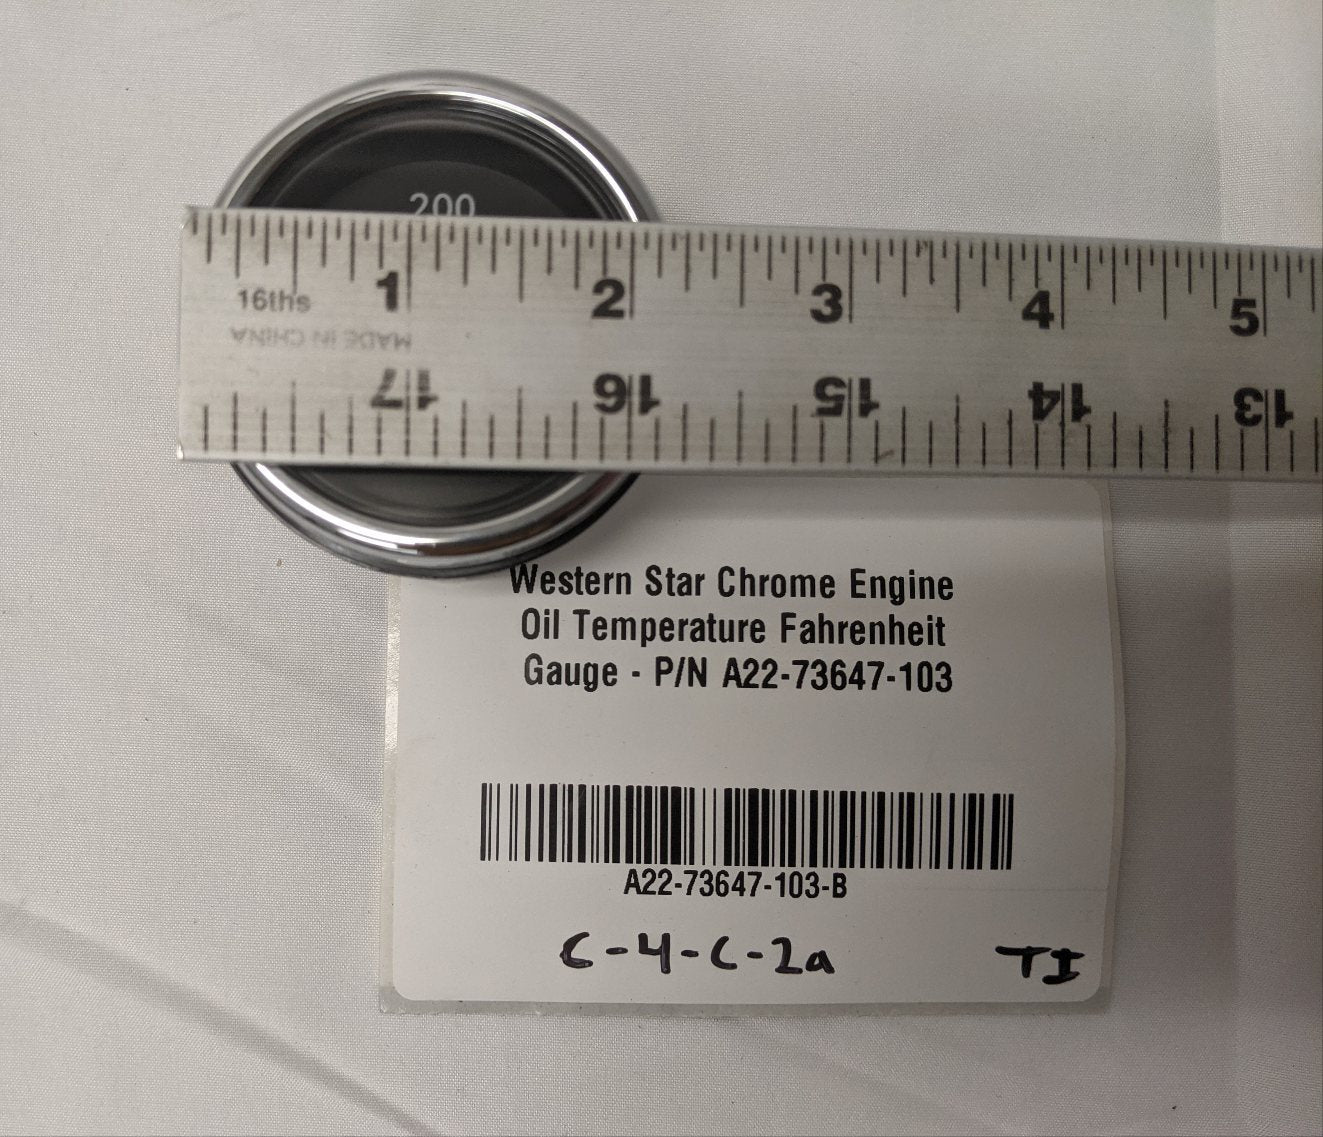 200
1 2 3 4 5
16ths
MADE IN CHINA
17 16 15 14 13
Western Star Chrome Engine
Oil Temperature Fahrenheit
Gauge - P/N A22-73647-103
A22-73647-103-B
C-4-C-2a TI